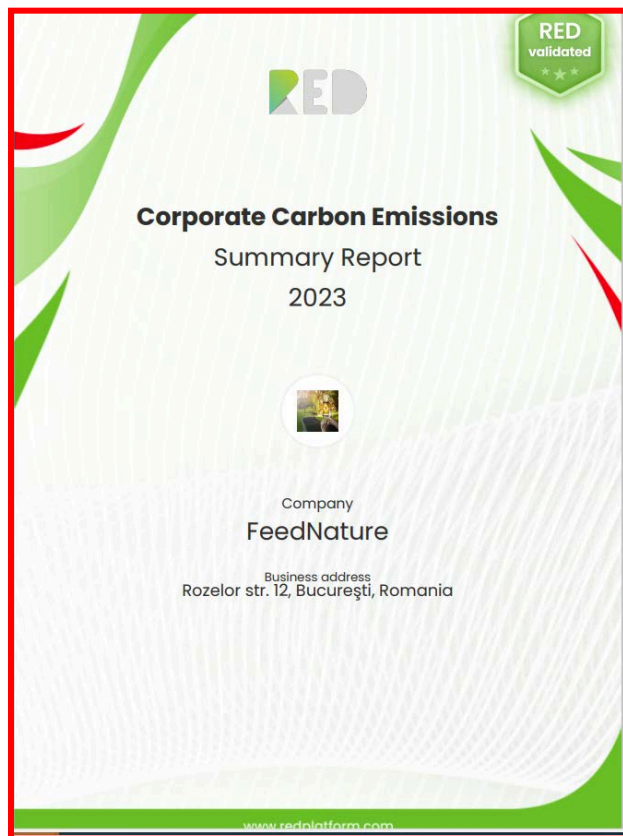 RED
validated
RED
Corporate Carbon Emissions
Summary Report
2023
Company
FeedNature
Business address
Rozelor str. 12, Bucureşti, Romania
www.redplatform.com